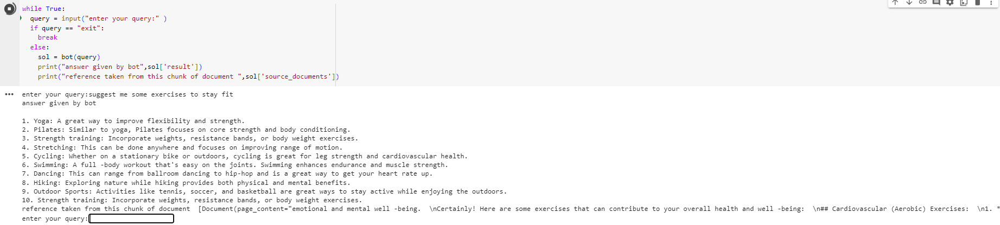 while True:
query = input("enter your query:" )
if query == "exit":
break
else:
sol = bot(query)
print("answer given by bot",sol['result'])
print("reference taken from this chunk of document ",sol['source_documents'])
enter your query:suggest me some exercises to stay fit
answer given by bot
1. Yoga: A great way to improve flexibility and strength.
2. Pilates: Similar to yoga, Pilates focuses on core strength and body conditioning.
3. Strength training: Incorporate weights, resistance bands, or body weight exercises.
4. Stretching: This can be done anywhere and focuses on improving range of motion.
5. Cycling: Whether on a stationary bike or outdoors, cycling is great for leg strength and cardiovascular health.
6. Swimming: A full -body workout that's easy on the joints. Swimming enhances endurance and muscle strength.
7. Dancing: This can range from ballroom dancing to hip-hop and is a great way to get your heart rate up.
8. Hiking: Exploring nature while hiking provides both physical and mental benefits.
9. Outdoor Sports: Activities like tennis, soccer, and basketball are great ways to stay active while enjoying the outdoors.
10. Strength training: Incorporate weights, resistance bands, or body weight exercises.
reference taken from this chunk of document  [Document(page_content="emotional and mental well -being.  \nCertainly! Here are some exercises that can contribute to your overall health and well -being:  \n## Cardiovascular (Aerobic) Exercises:  \n1. *
enter your query: